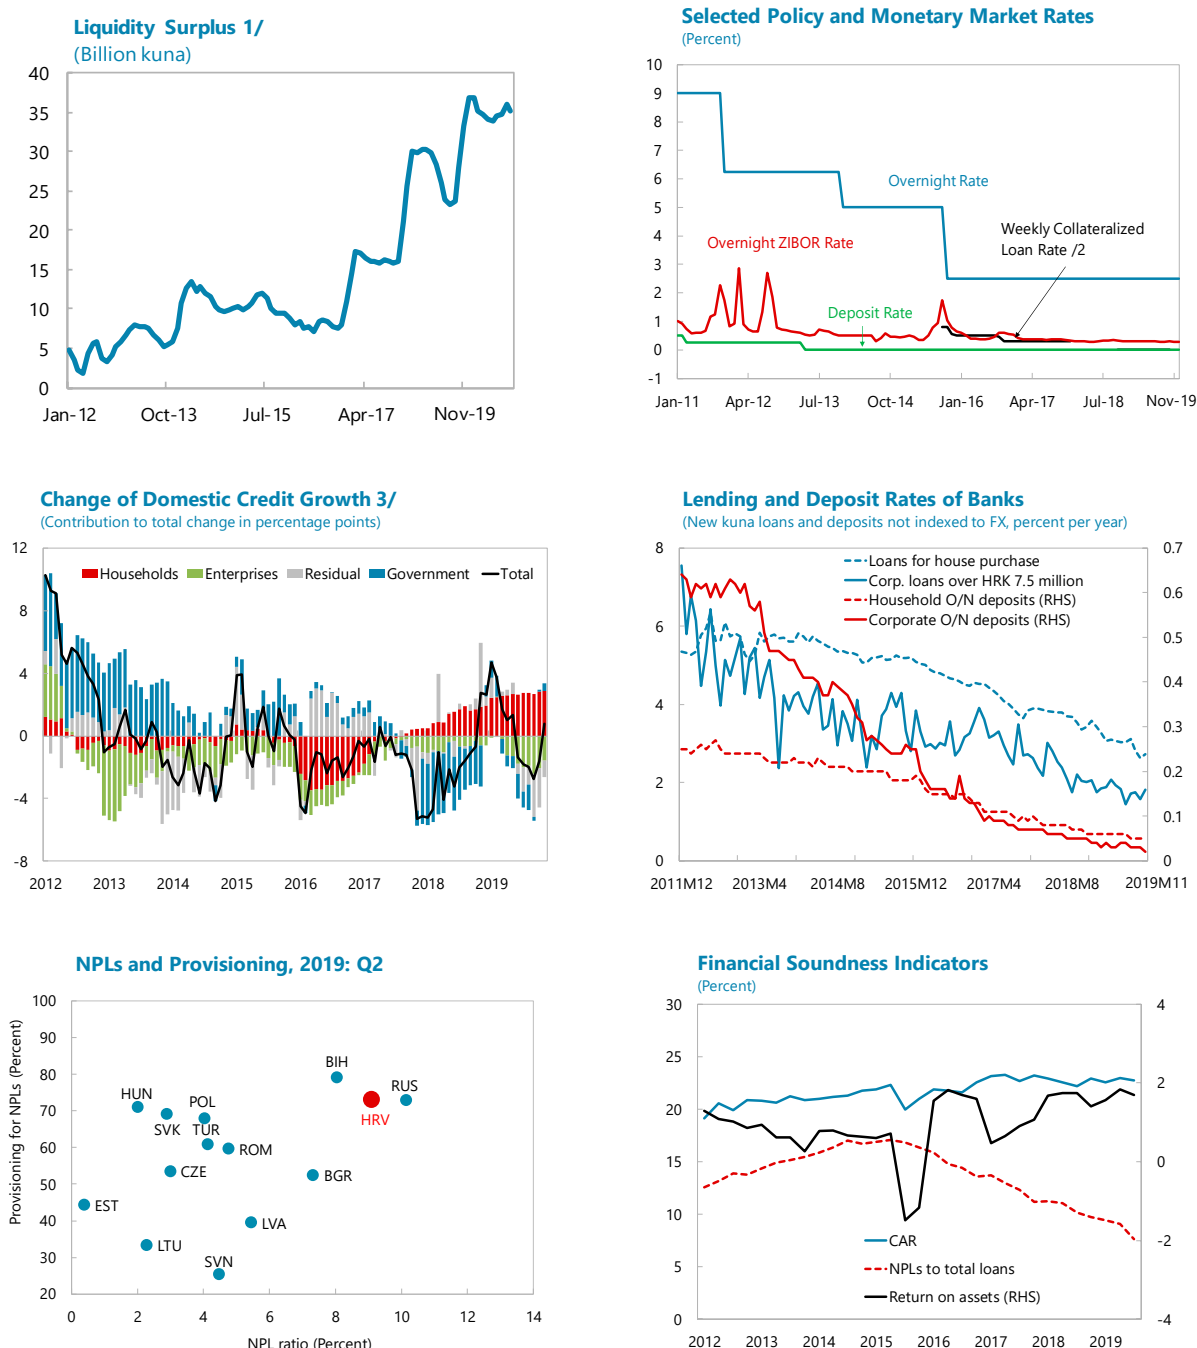 Liquidity Surplus 1/
(Billion kuna)
40
35
30
25
20
15
10
5
0
Jan-12 Oct-13 Jul-15 Apr-17 Nov-19
Selected Policy and Monetary Market Rates
(Percent)
10
9
8
7
6
5
4
3
2
1
0
-1
Overnight Rate
Weekly Collateralized
Loan Rate /2
Overnight ZIBOR Rate
Deposit Rate
Jan-11 Apr-12 Jul-13 Oct-14 Jan-16 Apr-17 Jul-18 Nov-19
Change of Domestic Credit Growth 3/
(Contribution to total change in percentage points)
12
8
4
0
-4
-8
Households Enterprises Residual Government Total
2012 2013 2014 2015 2016 2017 2018 2019
Lending and Deposit Rates of Banks
(New kuna loans and deposits not indexed to FX, percent per year)
8
6
4
2
0
Loans for house purchase
Corp. loans over HRK 7.5 million
Household O/N deposits (RHS)
Corporate O/N deposits (RHS)
0.7
0.6
0.5
0.4
0.3
0.2
0.1
0
2011M12 2013M4 2014M8 2015M12 2017M4 2018M8 2019M11
NPLs and Provisioning, 2019: Q2
Provisioning for NPLs (Percent)
100
90
80
70
60
50
40
30
20
BIH
RUS
HRV
HUN
POL
SVK
TUR
ROM
CZE
BGR
EST
LVA
LTU
SVN
0 2 4 6 8 10 12 14
NPL ratio (Percent)
Financial Soundness Indicators
(Percent)
30
25
20
15
10
5
0
4
2
0
-2
-4
CAR
NPLs to total loans
Return on assets (RHS)
2012 2013 2014 2015 2016 2017 2018 2019